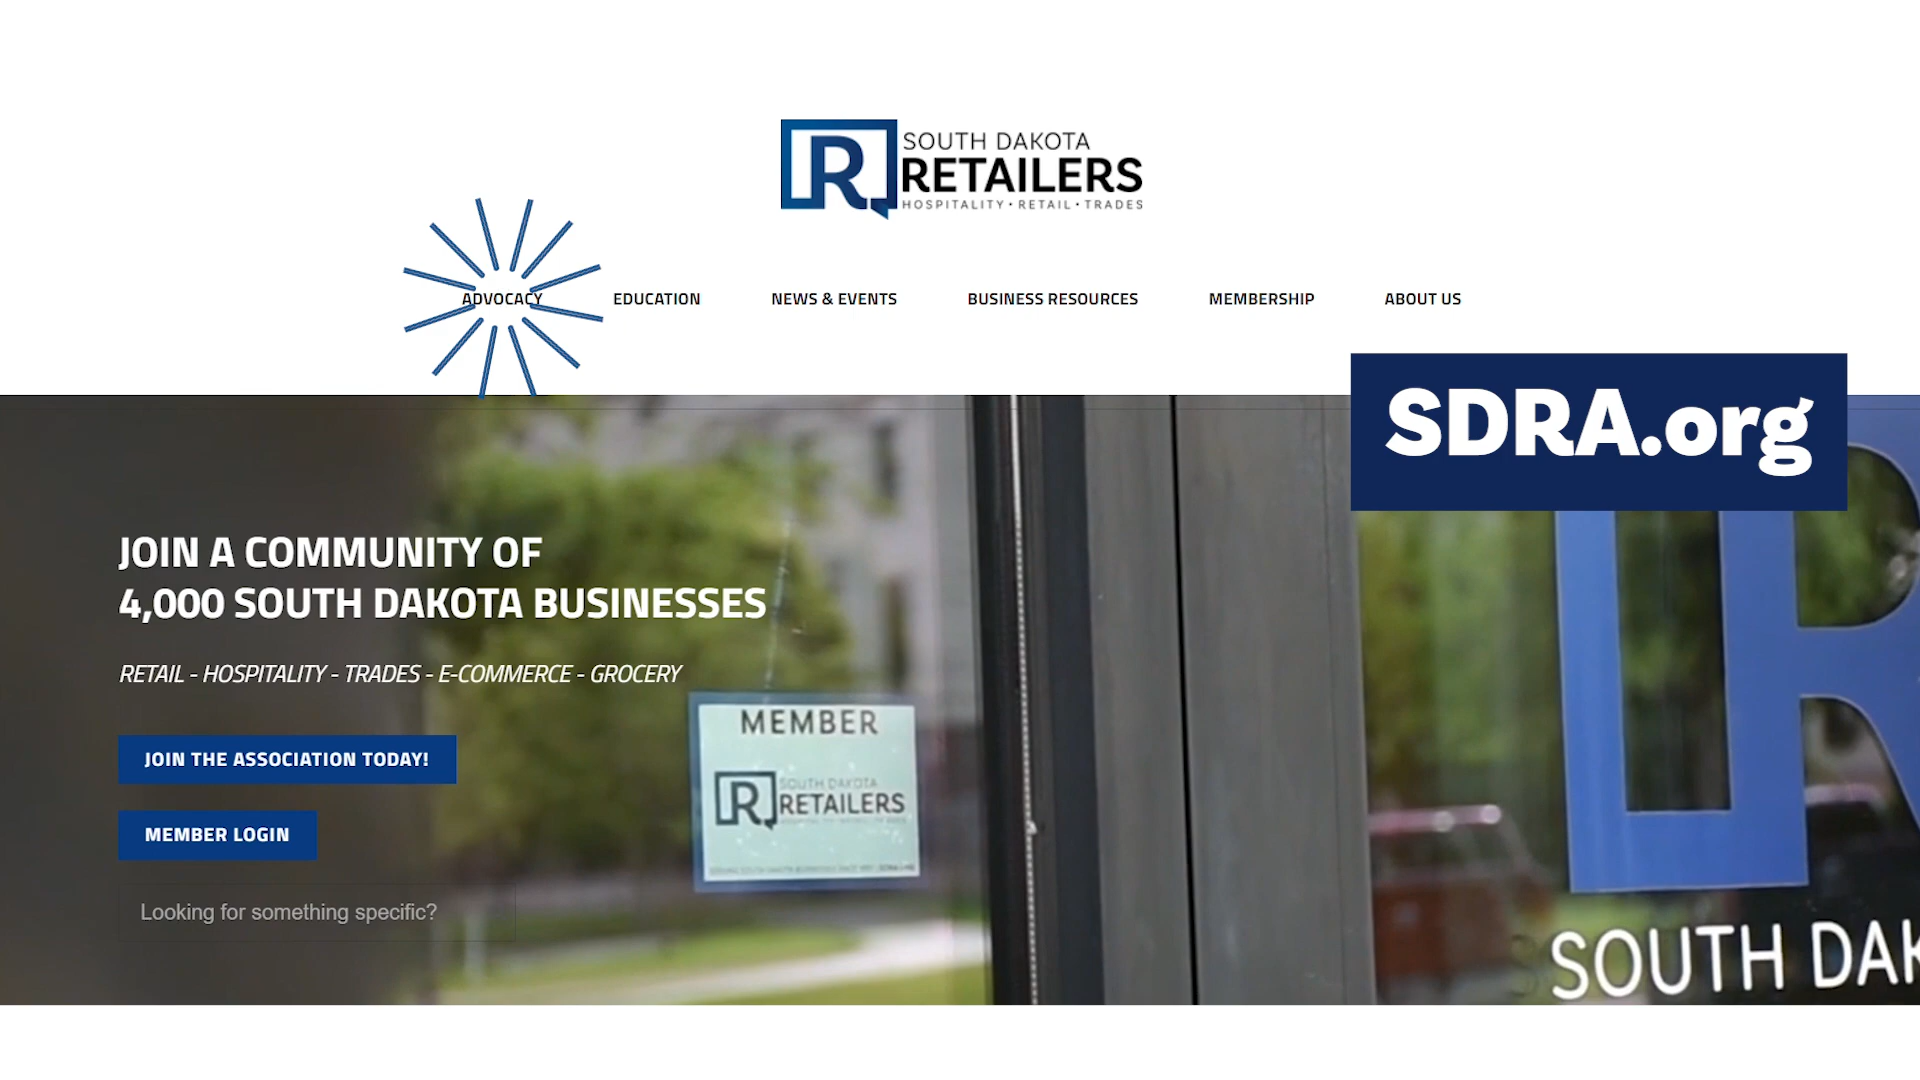 SOUTH DAKOTA
RETAILERS
HOSPITALITY • RETAIL • TRADES
ADVOCACY
EDUCATION
NEWS & EVENTS
BUSINESS RESOURCES
MEMBERSHIP
ABOUT US
SDRA.org
JOIN A COMMUNITY OF
4,000 SOUTH DAKOTA BUSINESSES
RETAIL - HOSPITALITY - TRADES - E-COMMERCE - GROCERY
JOIN THE ASSOCIATION TODAY!
MEMBER LOGIN
Looking for something specific?
MEMBER
R
SOUTH DAKOTA
RETAILERS
R
SOUTH DAK